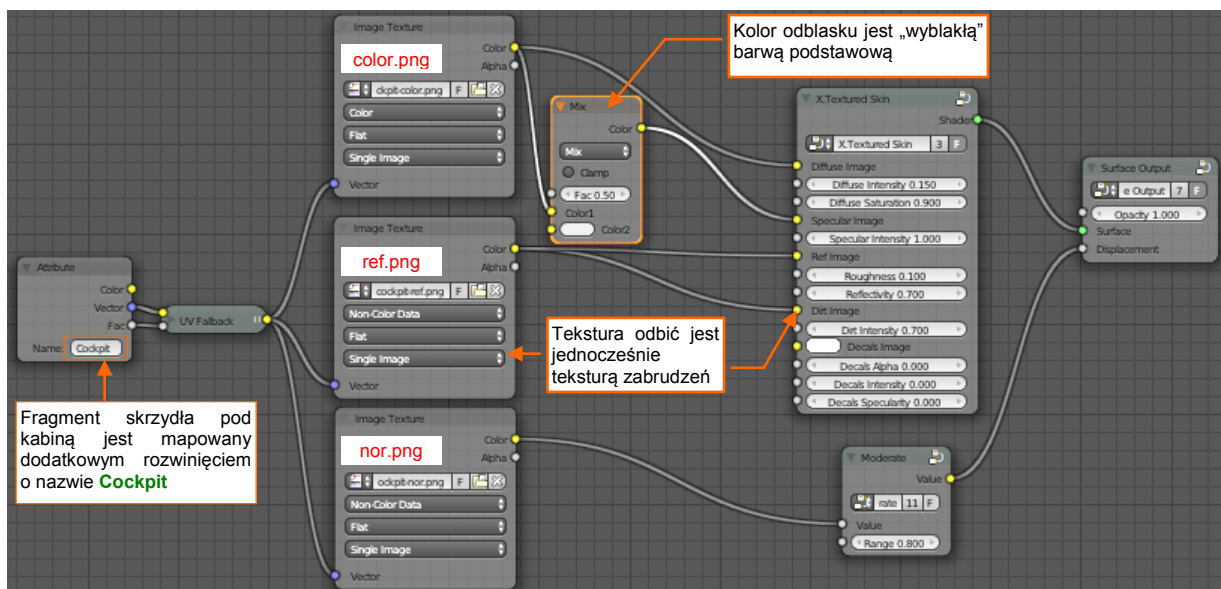 Attribute
Color
Vector
Fac
Name: Cockpit
Fragment skrzydła pod
kabiną jest mapowany
dodatkowym rozwinięciem
o nazwie Cockpit
UV Fallback
Image Texture
Color
color.png
Alpha
ckpit-color.png F
Color
Flat
Single Image
Vector
Image Texture
Color
ref.png
Alpha
cockpit-ref.png F
Non-Color Data
Flat
Single Image
Vector
Image Texture
Color
nor.png
Alpha
ockpit-nor.png F
Non-Color Data
Flat
Single Image
Vector
Mix
Color
Mix
Clamp
Fac 0.50
Color1
Color2
Kolor odblasku jest „wyblakłą”
barwą podstawową
Tekstura odbić jest
jednocześnie
teksturą zabrudzeń
X.Textured Skin
Shader
X.Textured Skin 3 F
Diffuse Image
Diffuse Intensity 0.150
Diffuse Saturation 0.900
Specular Image
Specular Intensity 1.000
Ref Image
Roughness 0.100
Reflectivity 0.700
Dirt Image
Dirt Intensity 0.700
Decals Image
Decals Alpha 0.000
Decals Intensity 0.000
Decals Specularity 0.000
Moderate
Value
rate 11 F
Value
Range 0.800
Surface Output
e Output 7 F
Opacity 1.000
Surface
Displacement